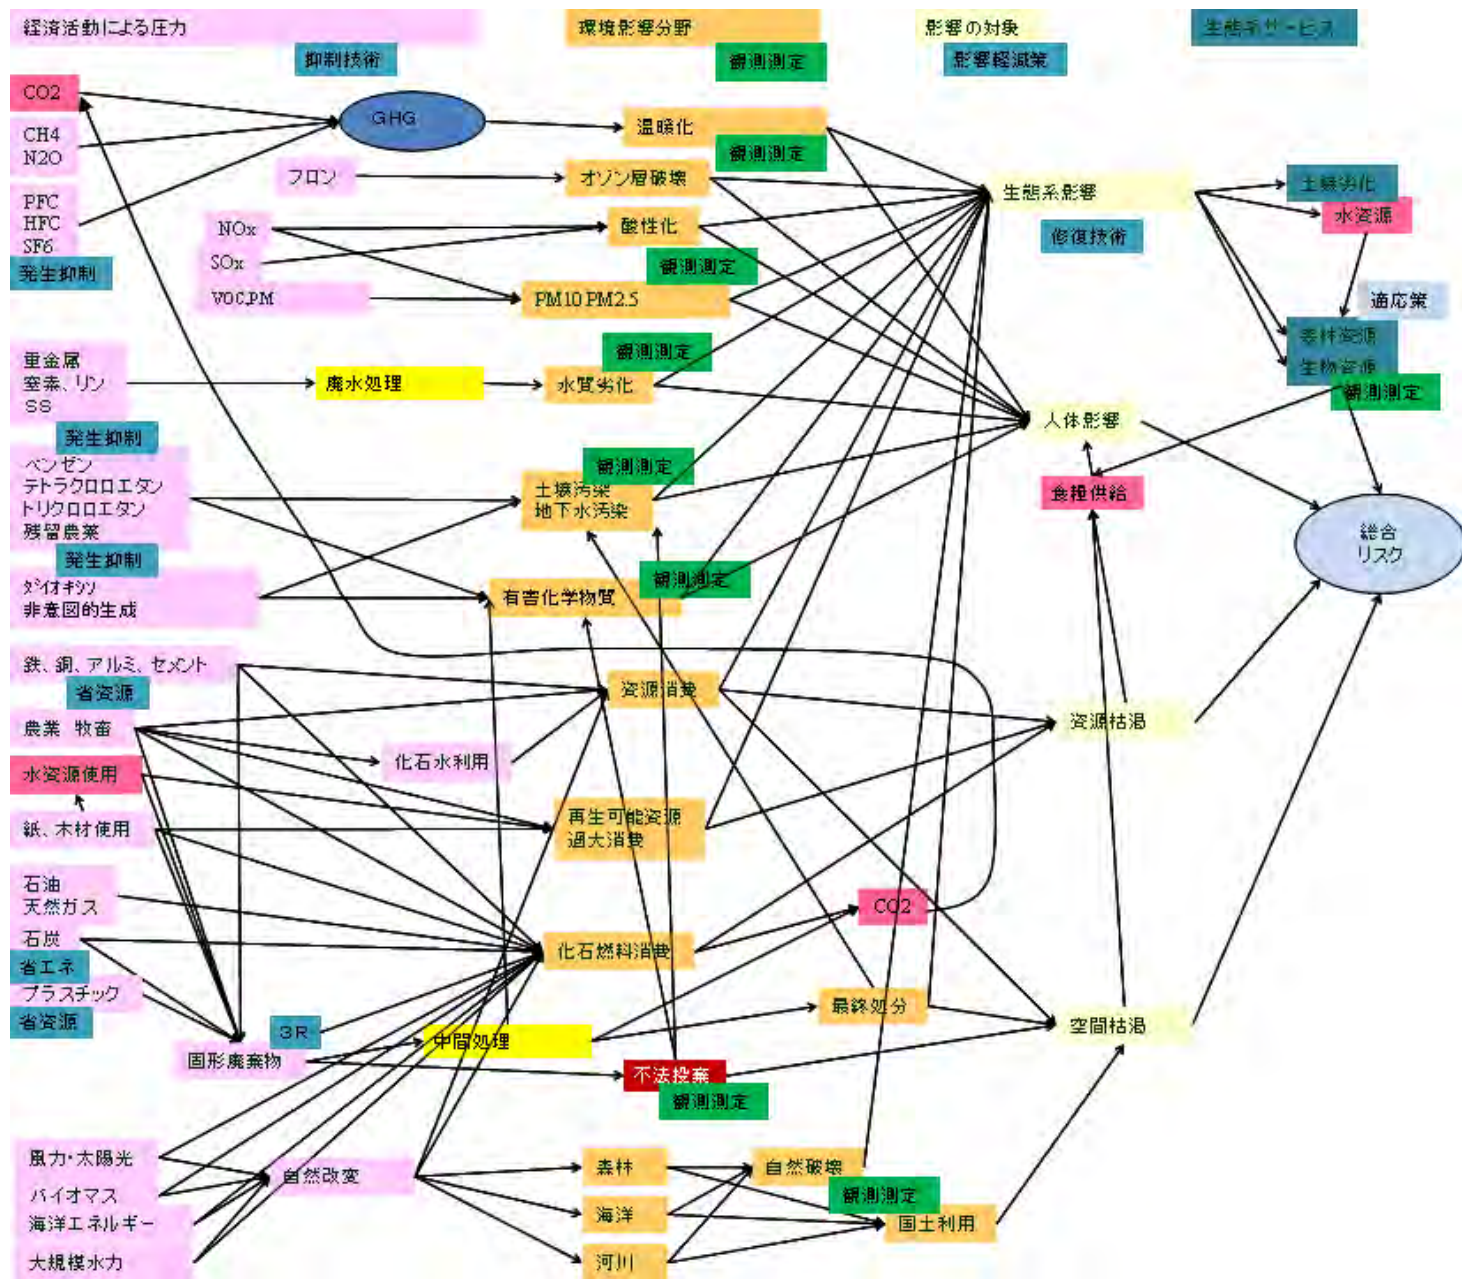 経済活動による圧力
環境影響分野
影響の対象
生態系サービス
抑制技術
観測測定
影響軽減策
CO2
GHG
温暖化
CH4
N2O
観測測定
フロン
オゾン層破壊
生態系影響
土壌劣化
水資源
PFC
HFC
SF6
発生抑制
NOx
酸性化
修復技術
SOx
観測測定
VOC,PM
PM10 PM2.5
適応策
森林資源
生物資源
観測測定
重金属
窒素、リン
SS
廃水処理
観測測定
水質劣化
人体影響
発生抑制
ベンゼン
テトラクロロエタン
トリクロロエタン
残留農薬
観測測定
土壌汚染
地下水汚染
食糧供給
総合
リスク
発生抑制
ダイオキシン
非意図的生成
観測測定
有害化学物質
鉄、銅、アルミ、セメント
省資源
資源消費
農業 牧畜
資源枯渇
水資源使用
化石水利用
紙、木材使用
再生可能資源
過大消費
石油
天然ガス
CO2
石炭
化石燃料消費
省エネ
プラスチック
省資源
最終処分
3R
中間処理
空間枯渇
固形廃棄物
不法投棄
観測測定
風力・太陽光
自然改変
森林
自然破壊
バイオマス
観測測定
海洋エネルギー
海洋
国土利用
大規模水力
河川